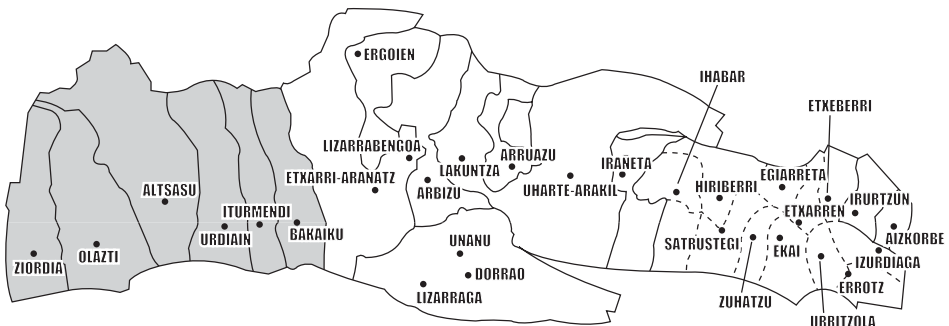 ERGOIEN
IHABAR
ETXEBERRI
LIZARRABENGOA
ETXARRI-ARANATZ
ARBIZU
LAKUNTZA
ARRUAZU
UHARTE-ARAKIL
IRAÑETA
HIRIBERRI
EGIARRETA
ETXARREN
IRURTZUN
AIZKORBE
IZURDIAGA
ERROTZ
SATRUSTEGI
EKAI
ZUHATZU
URRITZOLA
ALTSASU
ITURMENDI
URDIAIN
BAKAIKU
ZIORDIA
OLAZTI
UNANU
DORRAO
LIZARRAGA